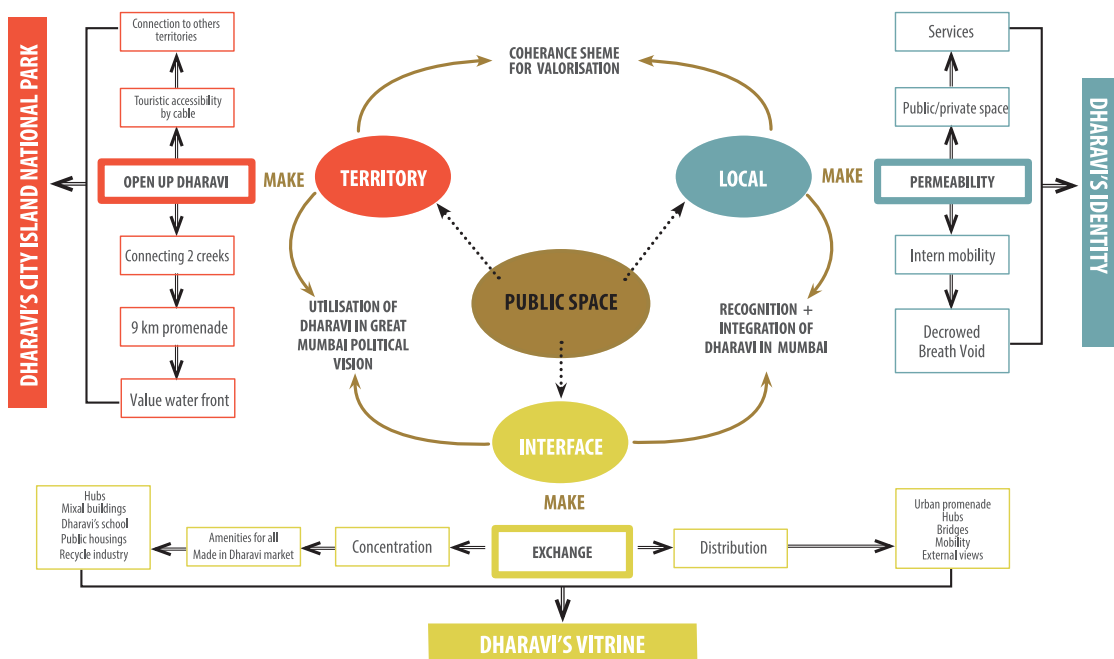 DHARAVI'S CITY ISLAND NATIONAL PARK
Connection to others
territories
Touristic accessibility
by cable
OPEN UP DHARAVI
MAKE
Connecting 2 creeks
9 km promenade
Value water front
COHERANCE SHEME
FOR VALORISATION
TERRITORY
LOCAL
PUBLIC SPACE
UTILISATION OF
DHARAVI IN GREAT
MUMBAI POLITICAL
VISION
RECOGNITION +
INTEGRATION OF
DHARAVI IN MUMBAI
INTERFACE
MAKE
Services
Public/private space
MAKE
PERMEABILITY
Intern mobility
Decrowed
Breath Void
DHARAVI'S IDENTITY
Hubs
Mixal buildings
Dharavi's school
Public housings
Recycle industry
Amenities for all
Made in Dharavi market
Concentration
EXCHANGE
Distribution
Urban promenade
Hubs
Bridges
Mobility
External views
DHARAVI'S VITRINE